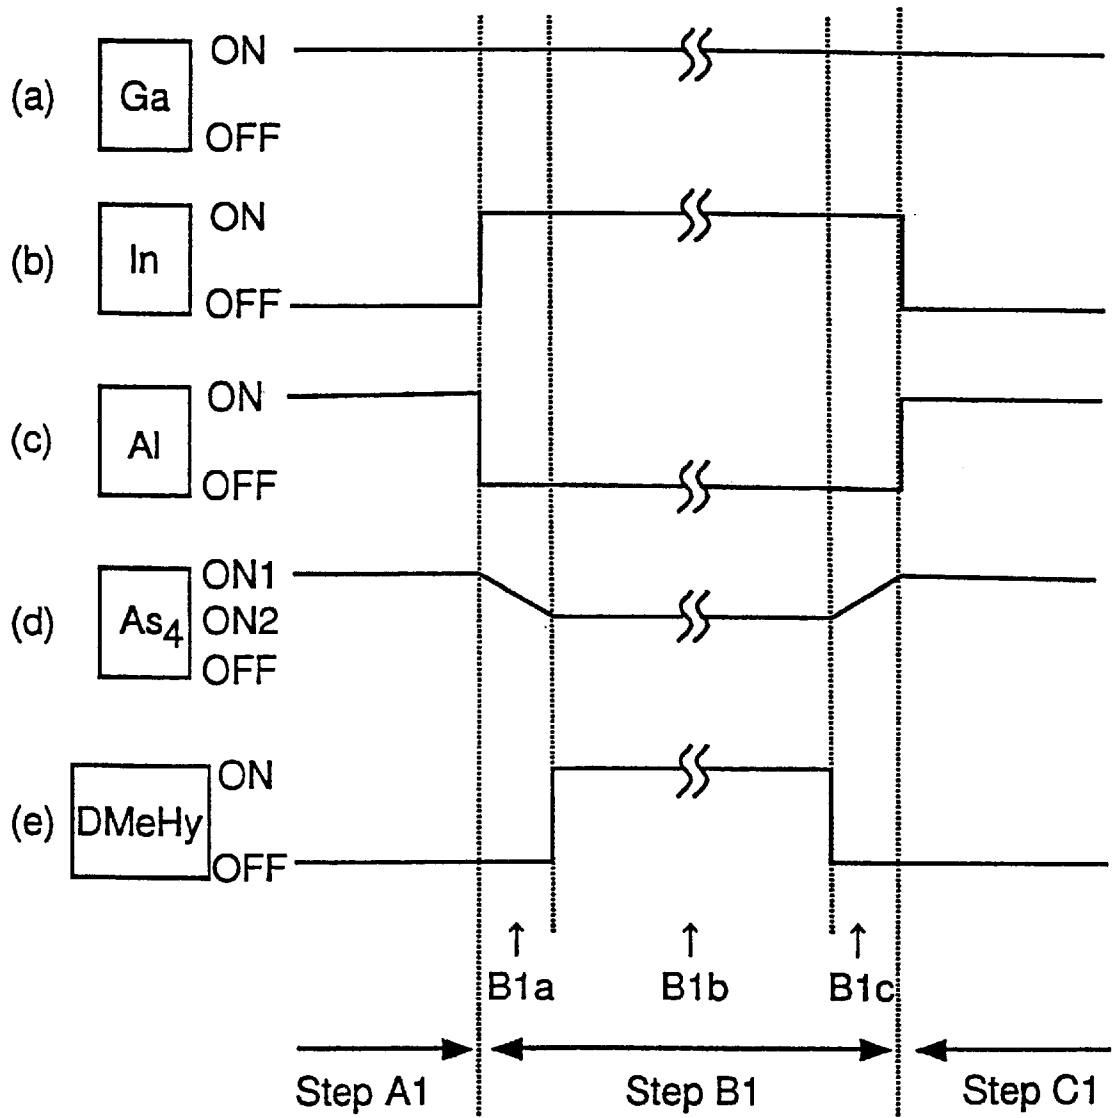 (a) Ga ON
OFF
(b) In ON
OFF
(c) Al ON
OFF
(d) As4 ON1
ON2
OFF
(e) DMeHy ON
OFF
↑ ↑ ↑
B1a B1b B1c
Step A1 Step B1 Step C1